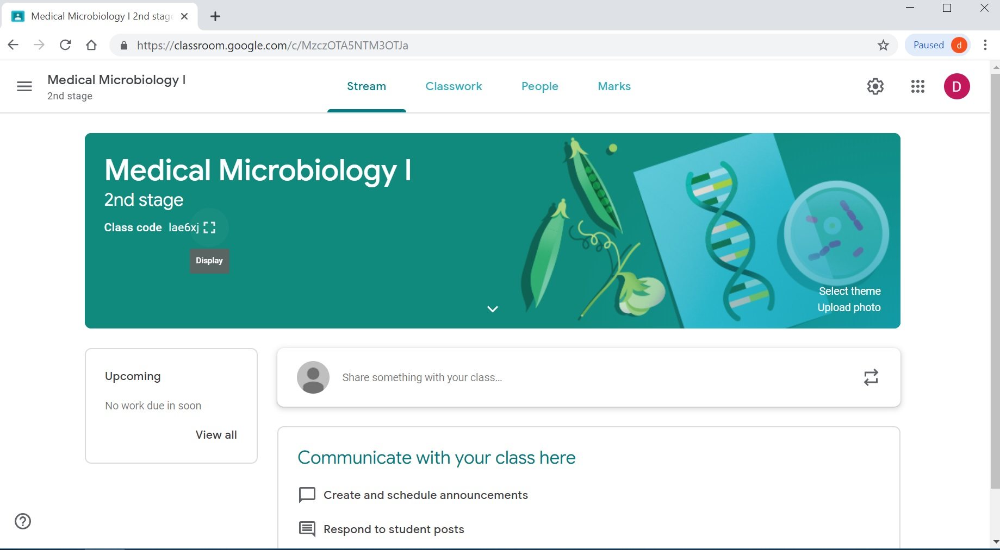 Medical Microbiology I 2nd stage
https://classroom.google.com/c/MzczOTA5NTM3OTJa
Paused d
Medical Microbiology I
2nd stage
Stream
Classwork
People
Marks
D
Medical Microbiology I
2nd stage
Class code lae6xj
Display
Select theme
Upload photo
Upcoming
No work due in soon
View all
Share something with your class...
Communicate with your class here
Create and schedule announcements
Respond to student posts